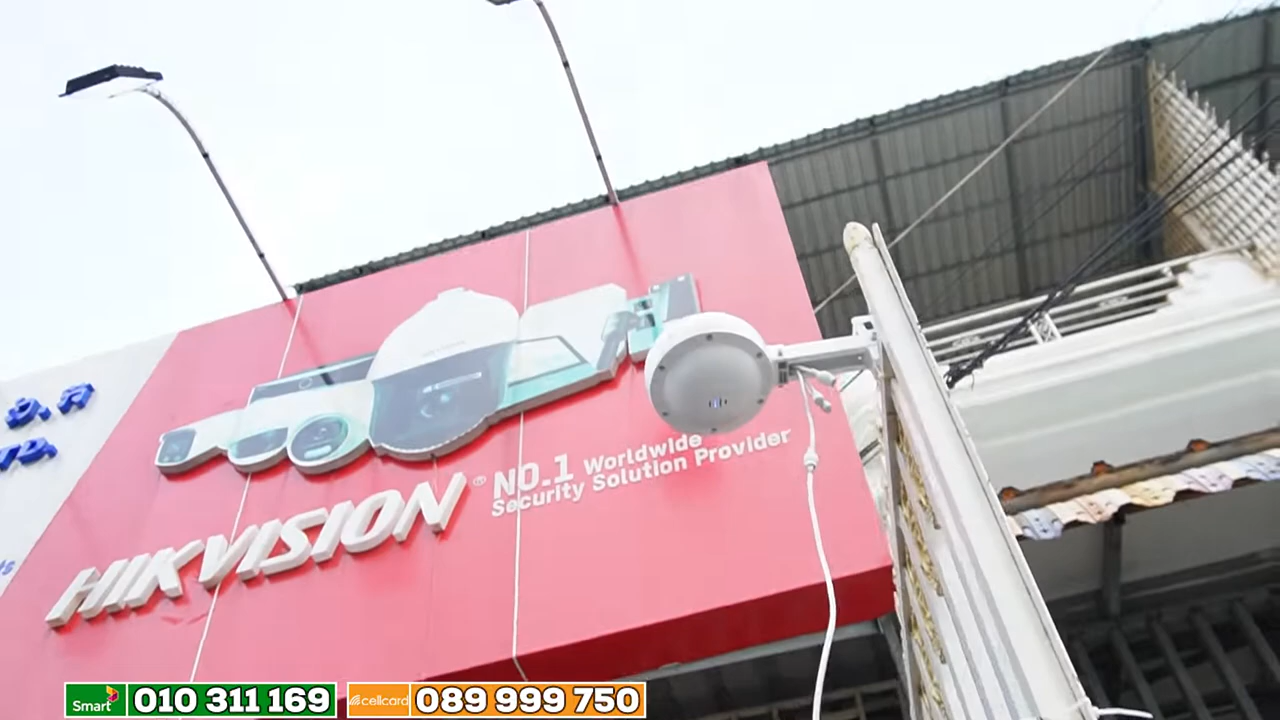 HIKVISION®
NO.1 Worldwide
Security Solution Provider
Smart 010 311 169
cellcard 089 999 750